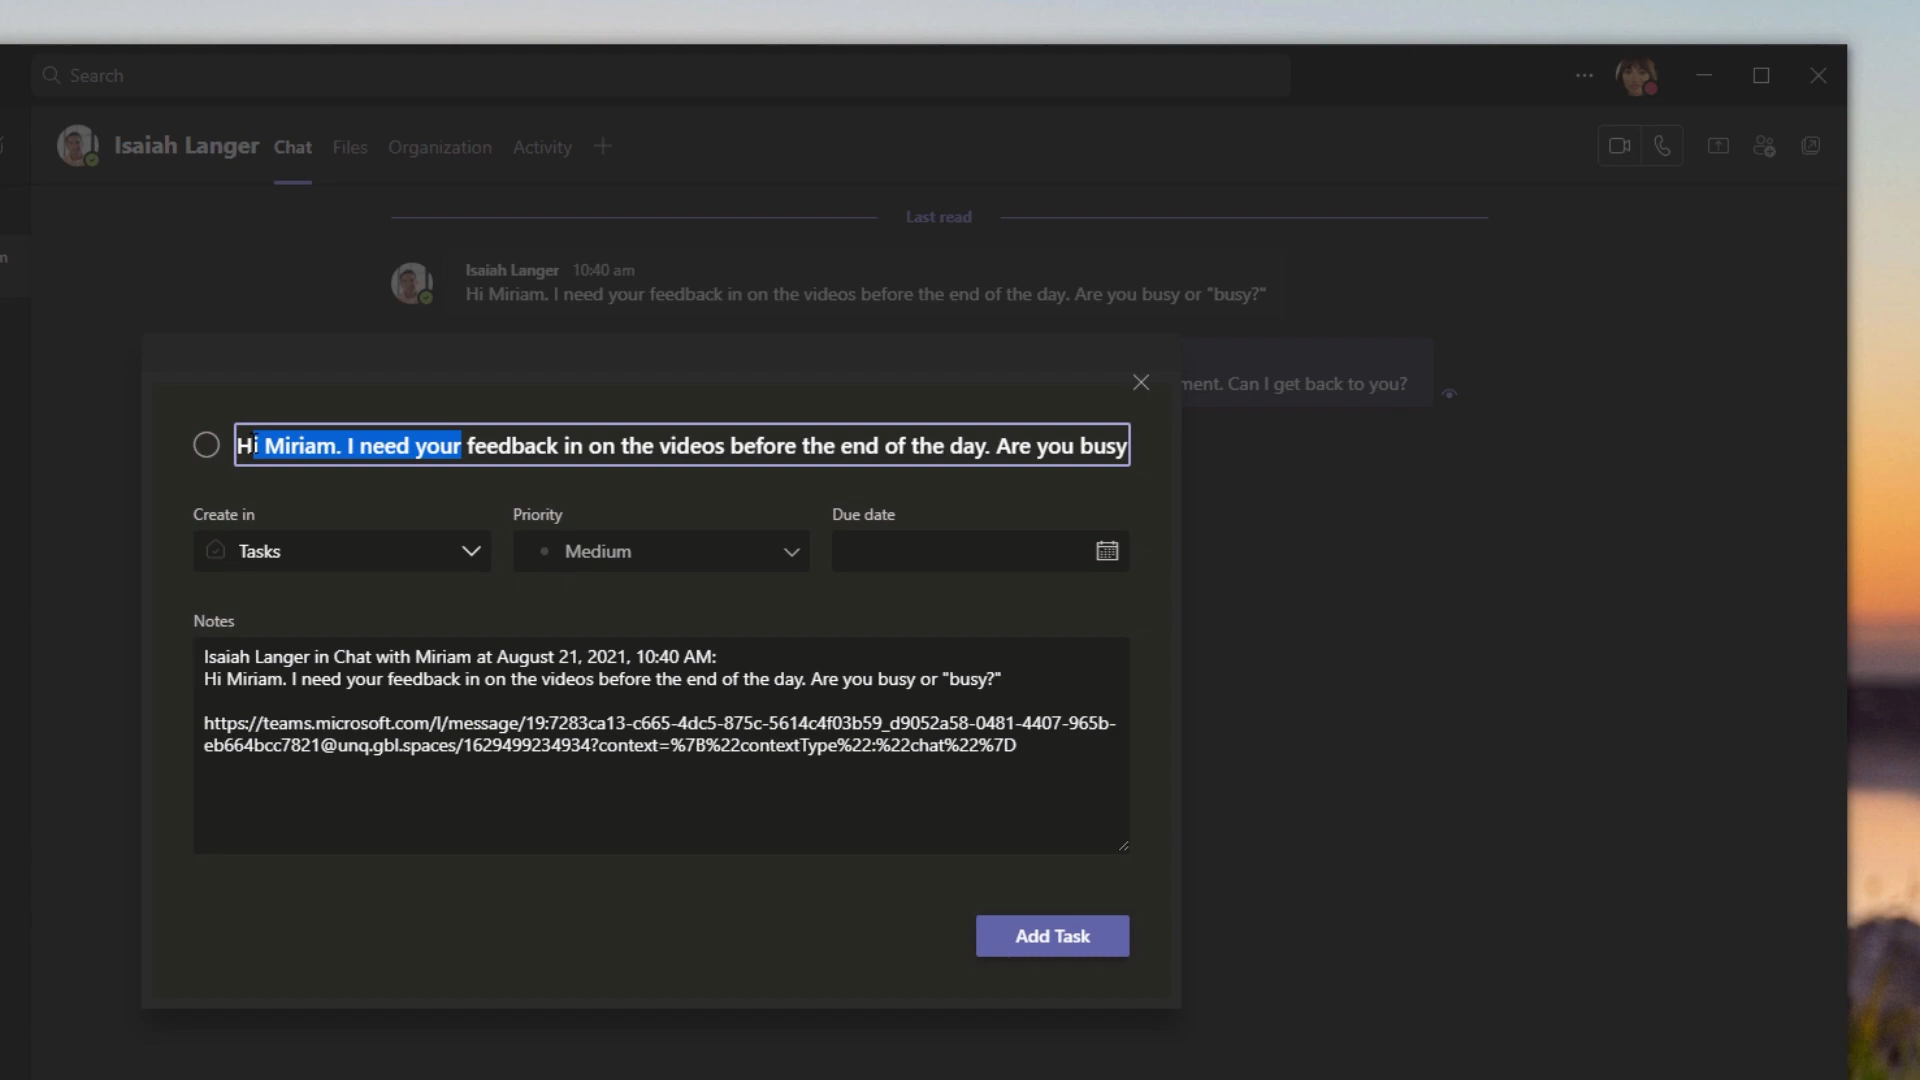 Search
Isaiah Langer Chat Files Organization Activity
Last read
Isaiah Langer 10:40 am
Hi Miriam. I need your feedback in on the videos before the end of the day. Are you busy or "busy?"
ment. Can I get back to you?
Hi Miriam. I need your feedback in on the videos before the end of the day. Are you busy
Create in Priority Due date
Tasks Medium
Notes
Isaiah Langer in Chat with Miriam at August 21, 2021, 10:40 AM:
Hi Miriam. I need your feedback in on the videos before the end of the day. Are you busy or "busy?"
https://teams.microsoft.com/l/message/19:7283ca13-c665-4dc5-875c-5614c4f03b59_d9052a58-0481-4407-965b-
eb664bcc7821@unq.gbl.spaces/1629499234934?context=%7B%22contextType%22:%22chat%22%7D
Add Task